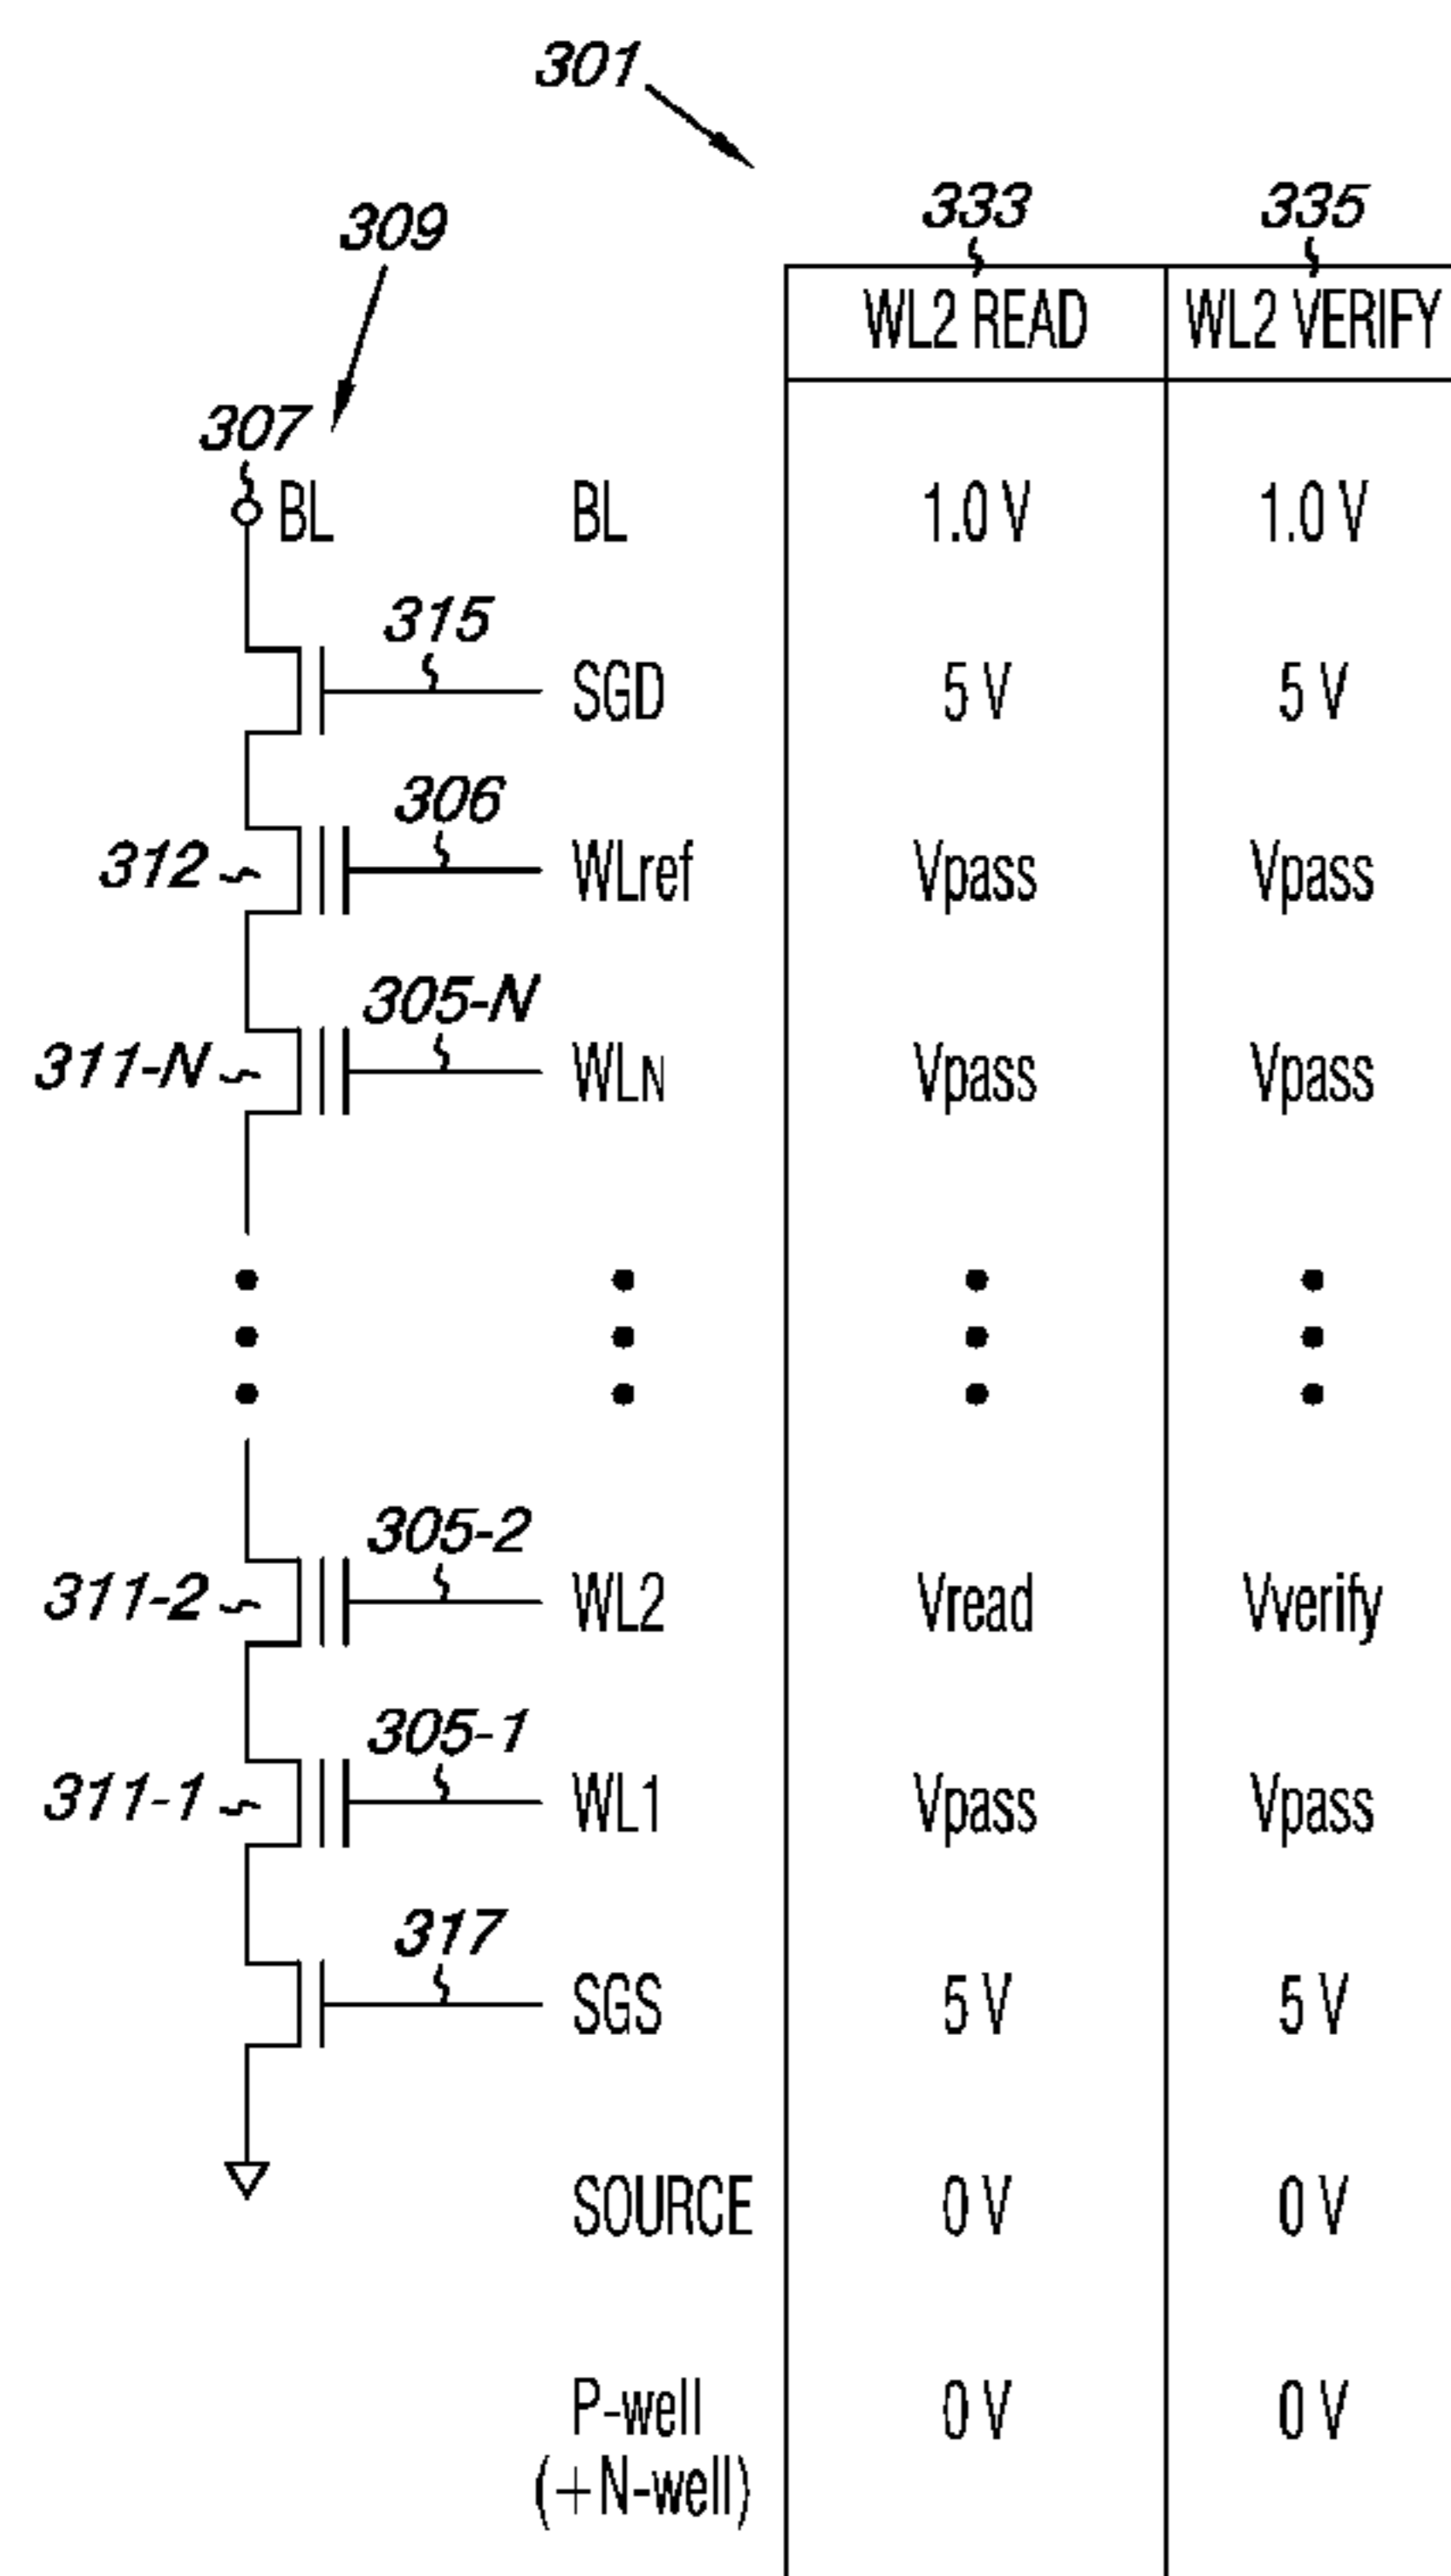 301
309
333 335
WL2 READ WL2 VERIFY
307
BL BL 1.0 V 1.0 V
315
SGD 5 V 5 V
306
312 WLref Vpass Vpass
305-N
311-N WLN Vpass Vpass
305-2
311-2 WL2 Vread Vverify
305-1
311-1 WL1 Vpass Vpass
317
SGS 5 V 5 V
SOURCE 0 V 0 V
P-well 0 V 0 V
(+N-well)